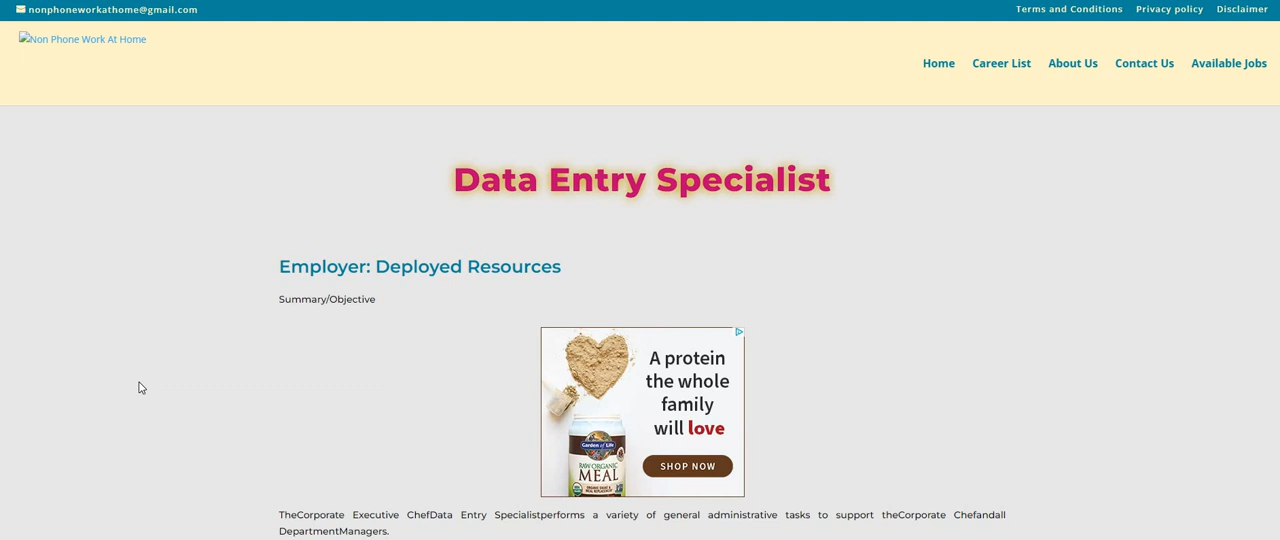 nonphoneworkathome@gmail.com
Terms and Conditions Privacy policy Disclaimer
Non Phone Work At Home
Home Career List About Us Contact Us Available Jobs
Data Entry Specialist
Employer: Deployed Resources
Summary/Objective
A protein
the whole
family
will love
SHOP NOW
Garden of Life
RAW ORGANIC
MEAL
TheCorporate Executive ChefData Entry Specialistperforms a variety of general administrative tasks to support theCorporate Chefandall
DepartmentManagers.